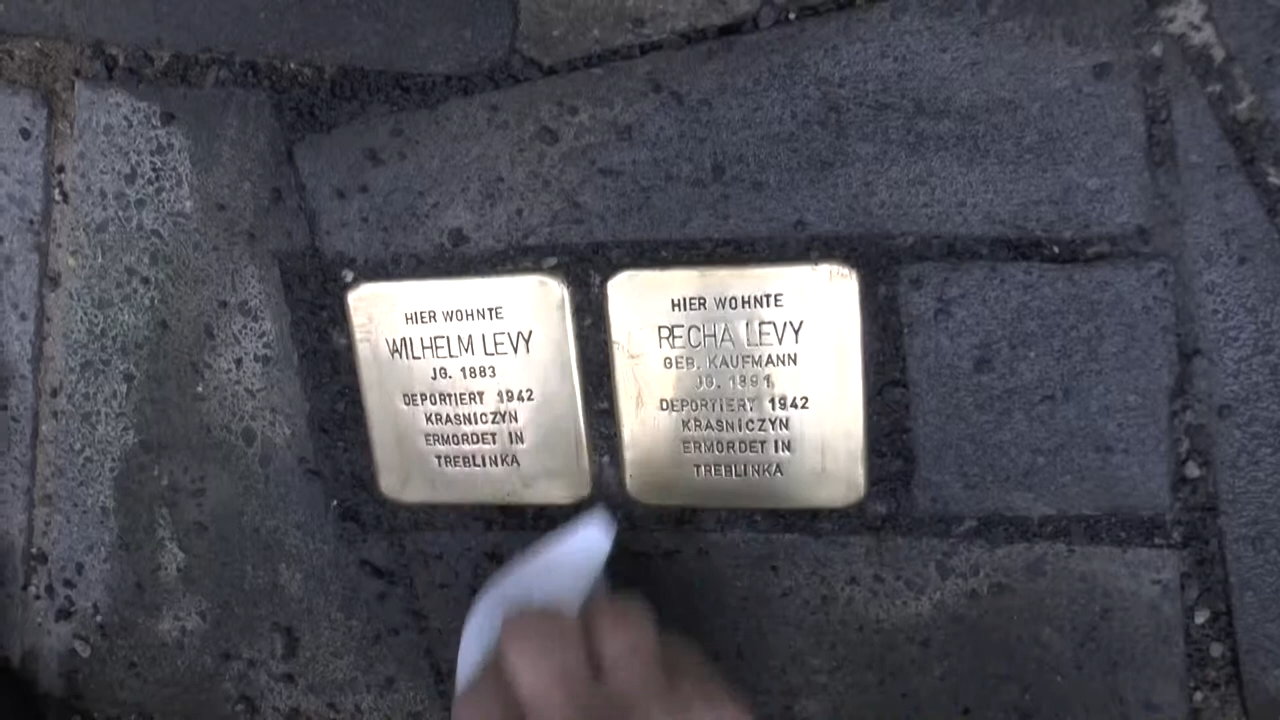 HIER WOHNTE
WILHELM LEVY
JG. 1883
DEPORTIERT 1942
KRASNICZYN
ERMORDET IN
TREBLINKA
HIER WOHNTE
RECHA LEVY
GEB. KAUFMANN
JG. 1891
DEPORTIERT 1942
KRASNICZYN
ERMORDET IN
TREBLINKA